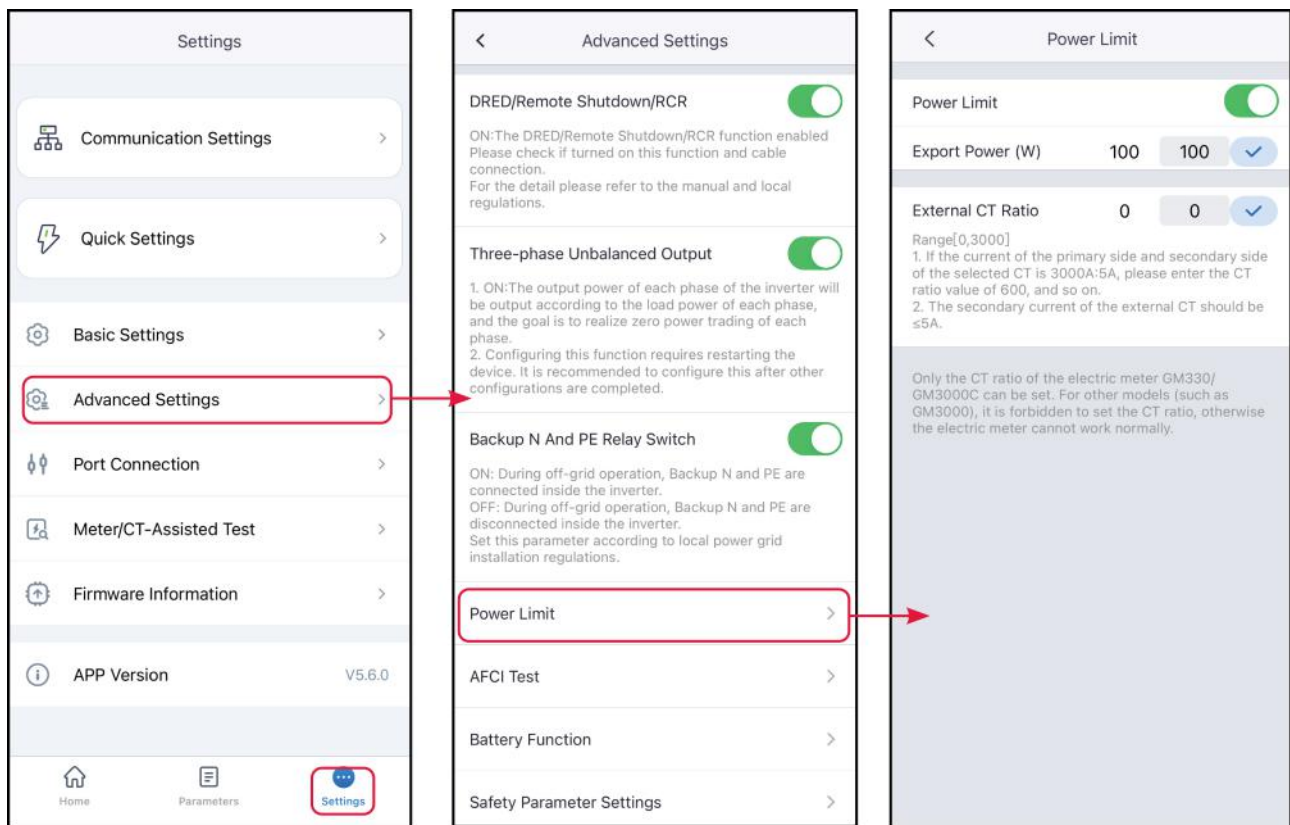 Settings
Communication Settings
Quick Settings
Basic Settings
Advanced Settings
Port Connection
Meter/CT-Assisted Test
Firmware Information
APP Version V5.6.0
Home Parameters Settings
Advanced Settings
DRED/Remote Shutdown/RCR
ON:The DRED/Remote Shutdown/RCR function enabled
Please check if turned on this function and cable
connection.
For the detail please refer to the manual and local
regulations.
Three-phase Unbalanced Output
1. ON:The output power of each phase of the inverter will
be output according to the load power of each phase,
and the goal is to realize zero power trading of each
phase.
2. Configuring this function requires restarting the
device. It is recommended to configure this after other
configurations are completed.
Backup N And PE Relay Switch
ON: During off-grid operation, Backup N and PE are
connected inside the inverter.
OFF: During off-grid operation, Backup N and PE are
disconnected inside the inverter.
Set this parameter according to local power grid
installation regulations.
Power Limit
AFCI Test
Battery Function
Safety Parameter Settings
Power Limit
Power Limit
Export Power (W) 100 100
External CT Ratio 0 0
Range[0,3000]
1. If the current of the primary side and secondary side
of the selected CT is 3000A:5A, please enter the CT
ratio value of 600, and so on.
2. The secondary current of the external CT should be
≤5A.
Only the CT ratio of the electric meter GM330/
GM3000C can be set. For other models (such as
GM3000), it is forbidden to set the CT ratio, otherwise
the electric meter cannot work normally.